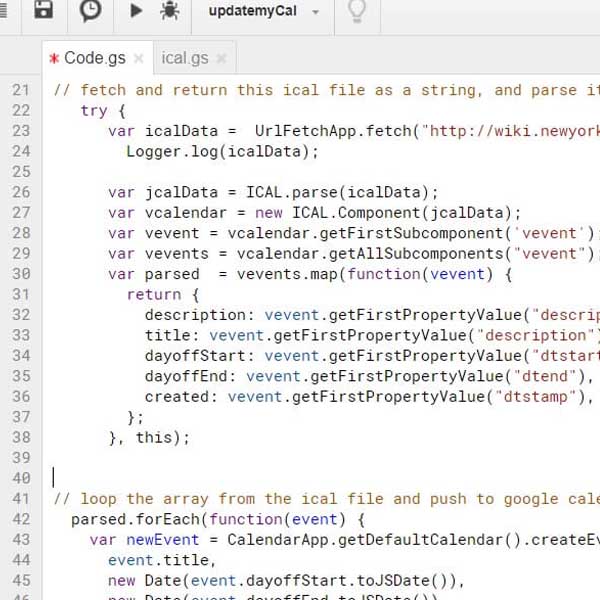 updatemyCal
* Code.gs × ical.gs ×
21 // fetch and return this ical file as a string, and parse it
22 try {
23 var icalData = UrlFetchApp.fetch("http://wiki.newyork
24 Logger.log(icalData);
25
26 var jcalData = ICAL.parse(icalData);
27 var vcalendar = new ICAL.Component(jcalData);
28 var vevent = vcalendar.getFirstSubcomponent('vevent');
29 var vevents = vcalendar.getAllSubcomponents("vevent");
30 var parsed = vevents.map(function(vevent) {
31 return {
32 description: vevent.getFirstPropertyValue("descrip
33 title: vevent.getFirstPropertyValue("description")
34 dayoffStart: vevent.getFirstPropertyValue("dtstart
35 dayoffEnd: vevent.getFirstPropertyValue("dtend"),
36 created: vevent.getFirstPropertyValue("dtstamp"),
37 };
38 }, this);
39
40
41 // loop the array from the ical file and push to google cale
42 parsed.forEach(function(event) {
43 var newEvent = CalendarApp.getDefaultCalendar().createEv
44 event.title,
45 new Date(event.dayoffStart.toJSDate()),
46 new Date(event.dayoffEnd.toJSDate())